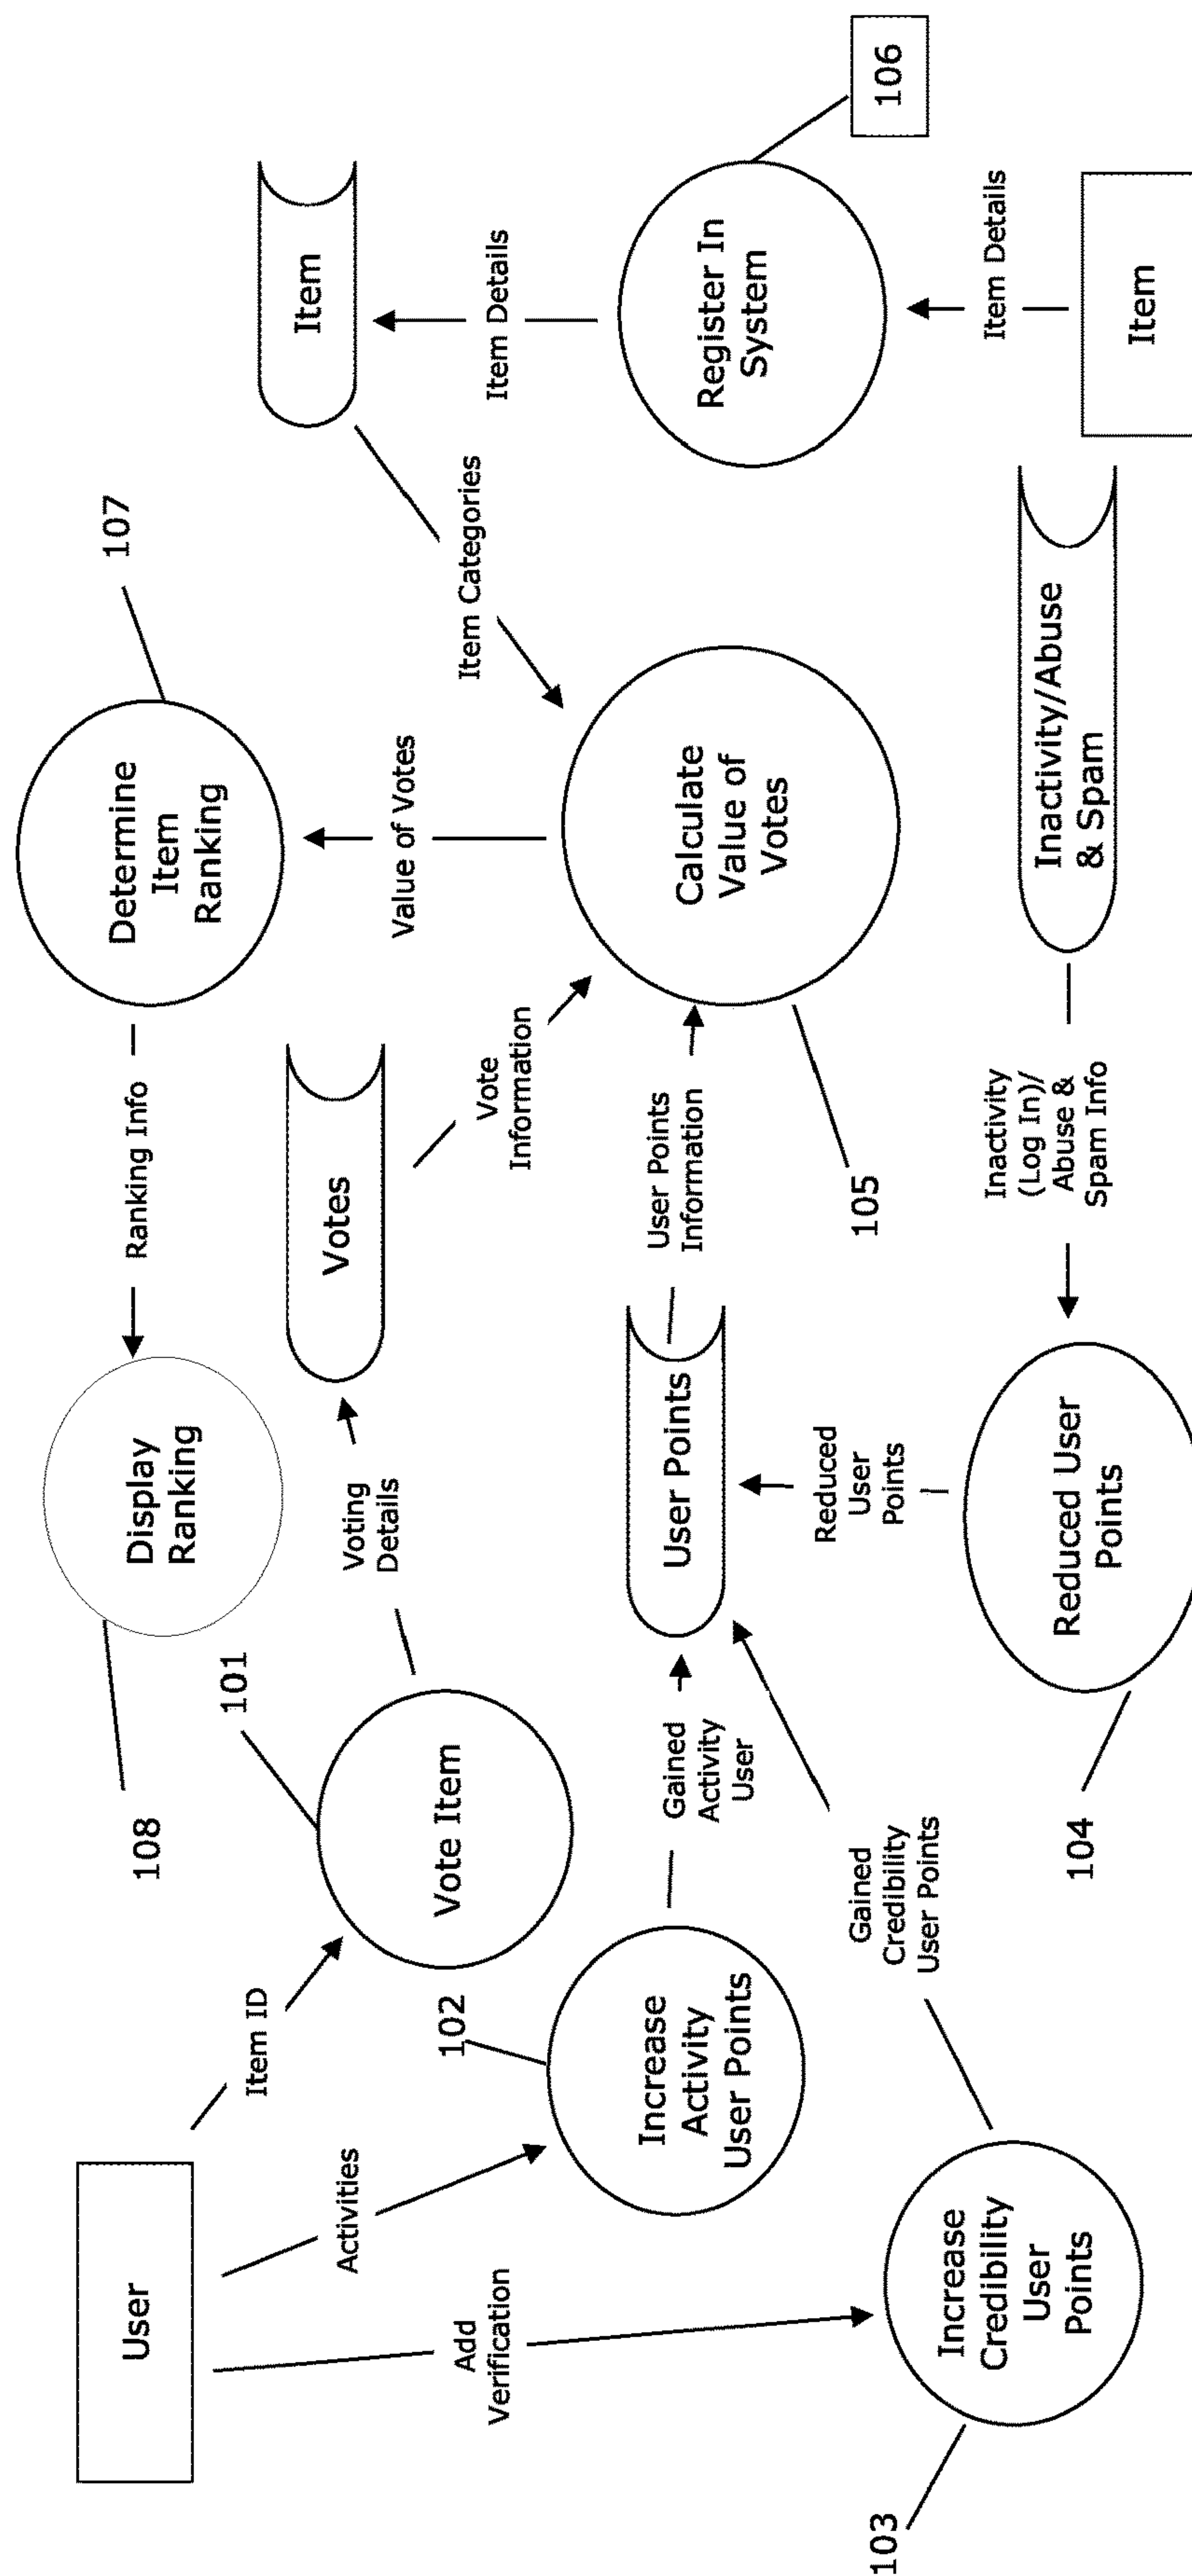 User
Item ID
Activities
Add
Verification
103
Increase
Credibility
User
Points
102
Increase
Activity
User Points
101
Vote Item
108
Display
Ranking
Gained
Activity
User
Gained
Credibility
User Points
104
Reduced User
Points
Reduced
User
Points
User Points
Voting
Details
Votes
Ranking Info
Vote
Information
User Points
Information
105
Inactivity
(Log In)/
Abuse &
Spam Info
Determine
Item
Ranking
107
Value of Votes
Calculate
Value of
Votes
Inactivity/Abuse
& Spam
Item Categories
Item
Item Details
Register In
System
106
Item Details
Item